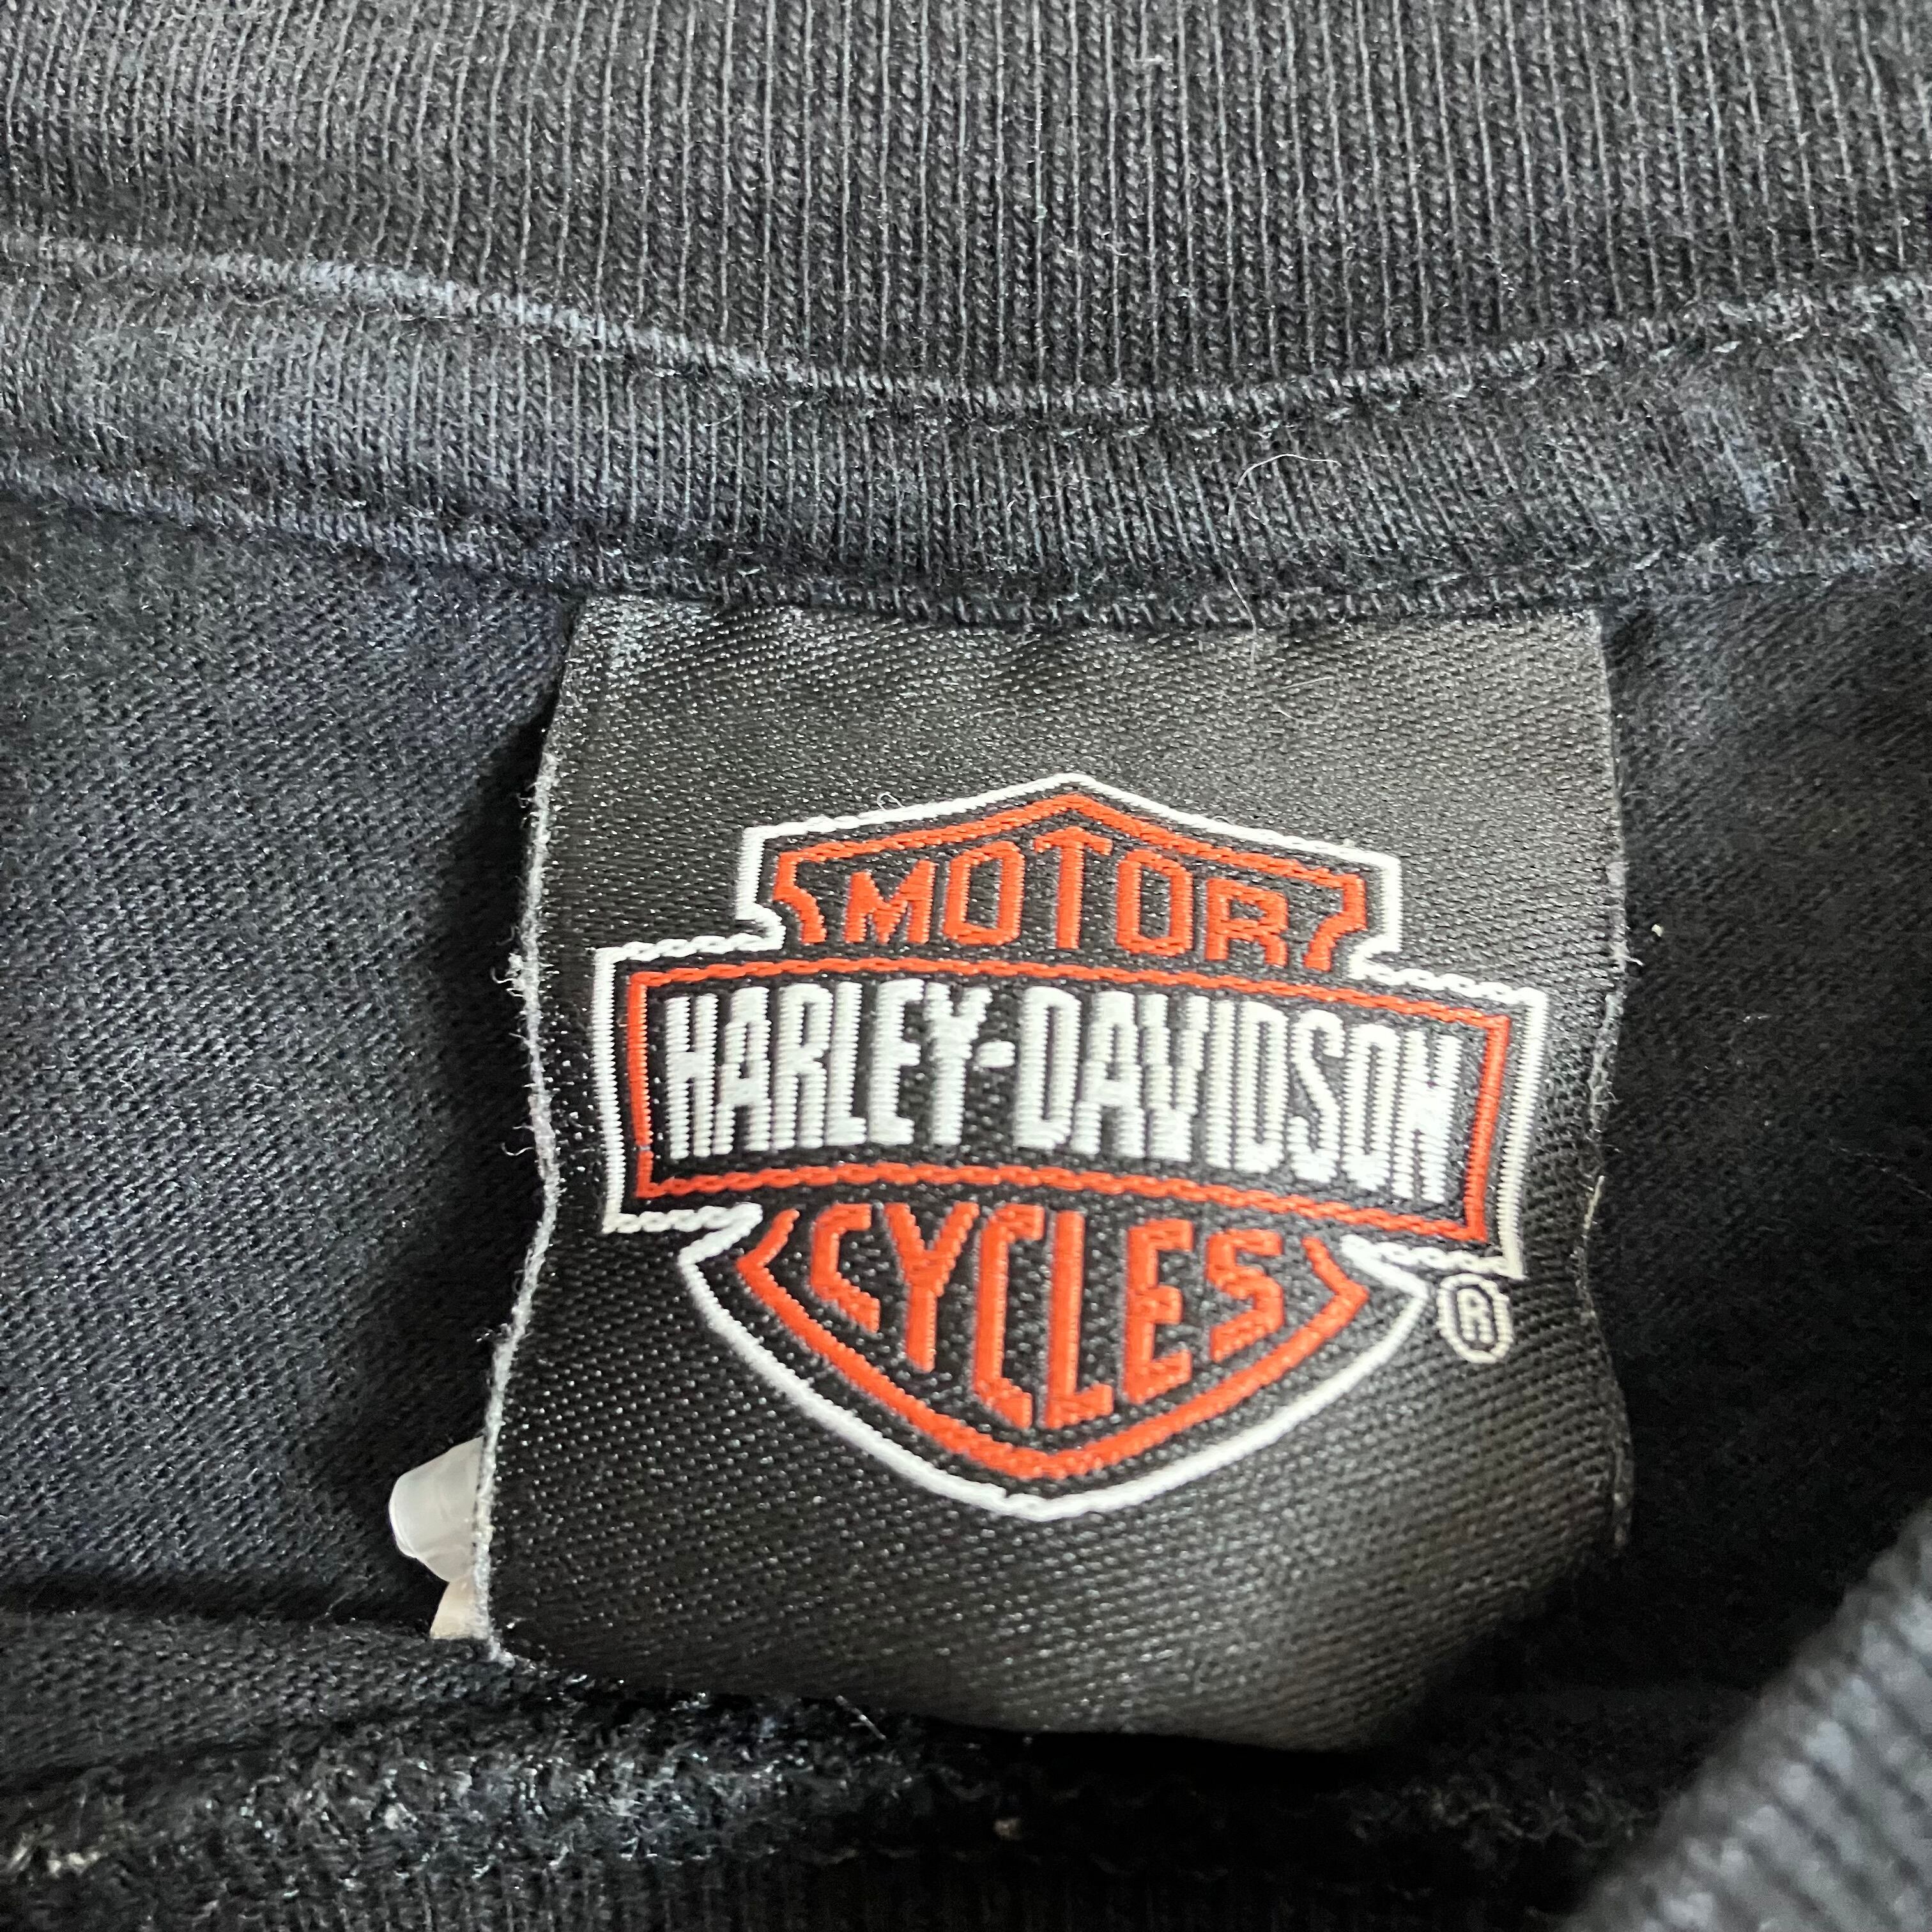 MOTOR
HARLEY-DAVIDSON
CYCLES
®